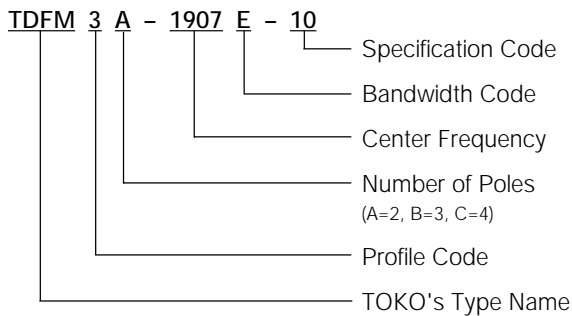 TDFM 3 A – 1907 E – 10
Specification Code
Bandwidth Code
Center Frequency
Number of Poles
(A=2, B=3, C=4)
Profile Code
TOKO's Type Name